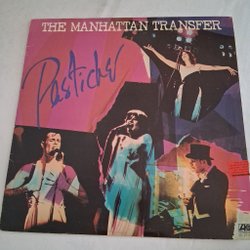 THE MANHATTAN TRANSFER
Pastiche